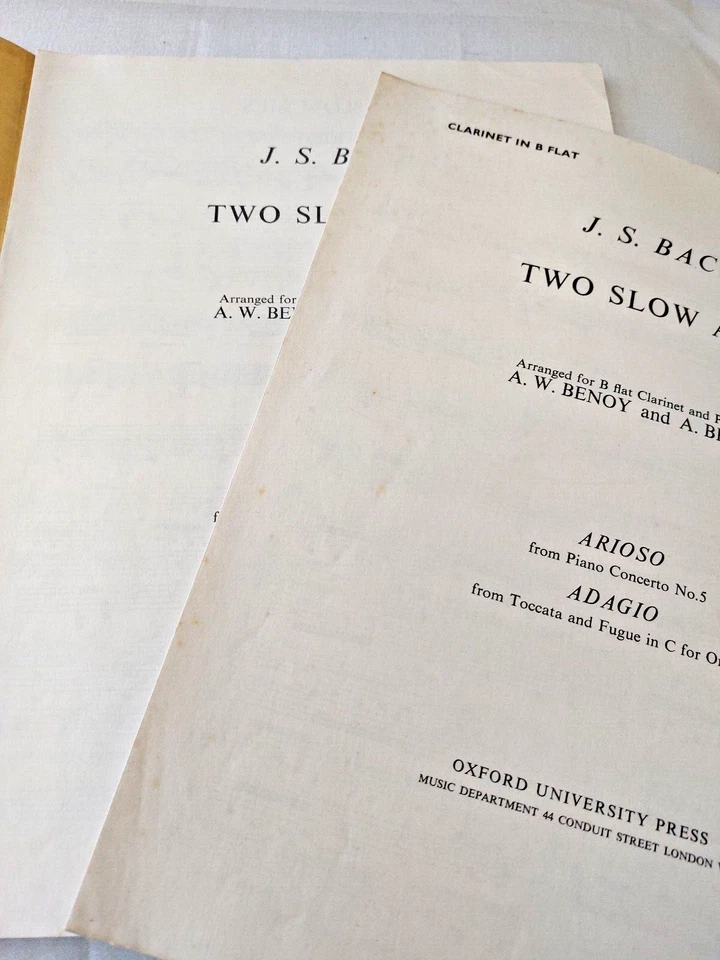 J. S. B
TWO SL
Arranged for
A. W. BE
f
CLARINET IN B FLAT
J. S. BAC
TWO SLOW A
Arranged for B flat Clarinet and P
A. W. BENOY and A. B
ARIOSO
from Piano Concerto No.5
ADAGIO
from Toccata and Fugue in C for Or
OXFORD UNIVERSITY PRESS
MUSIC DEPARTMENT 44 CONDUIT STREET LONDON W